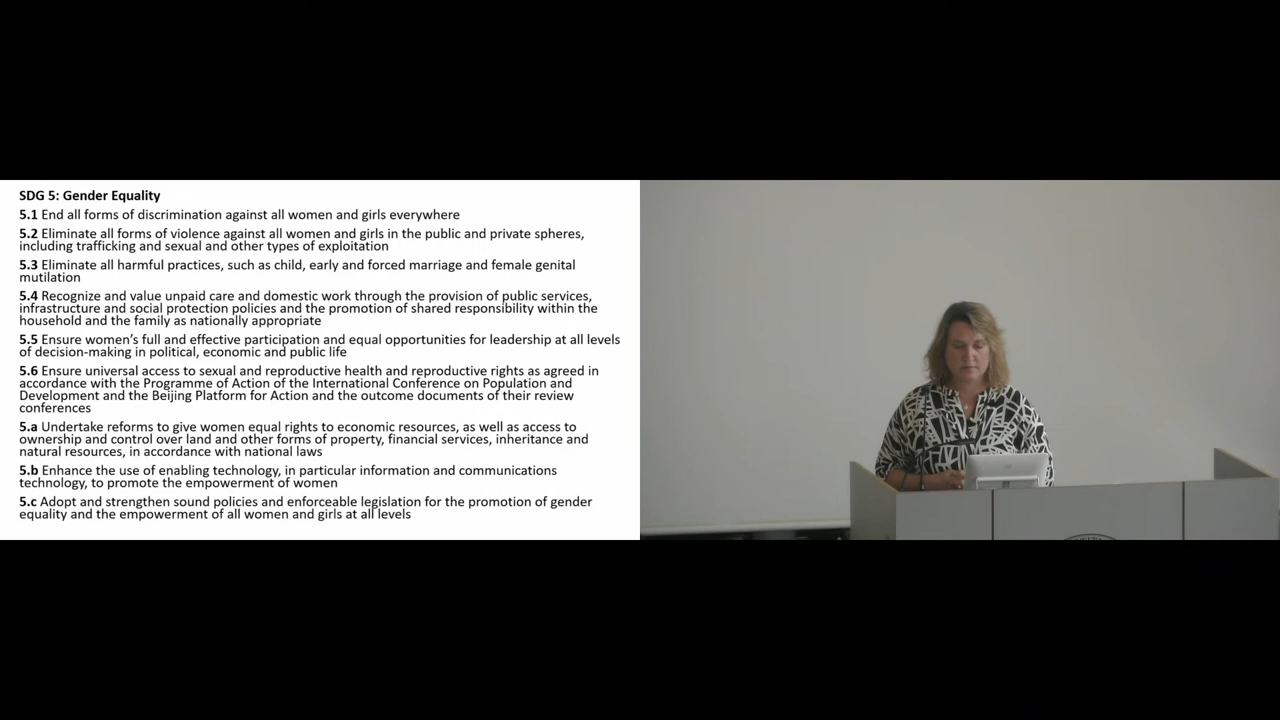 SDG 5: Gender Equality
5.1 End all forms of discrimination against all women and girls everywhere
5.2 Eliminate all forms of violence against all women and girls in the public and private spheres,
including trafficking and sexual and other types of exploitation
5.3 Eliminate all harmful practices, such as child, early and forced marriage and female genital
mutilation
5.4 Recognize and value unpaid care and domestic work through the provision of public services,
infrastructure and social protection policies and the promotion of shared responsibility within the
household and the family as nationally appropriate
5.5 Ensure women’s full and effective participation and equal opportunities for leadership at all levels
of decision-making in political, economic and public life
5.6 Ensure universal access to sexual and reproductive health and reproductive rights as agreed in
accordance with the Programme of Action of the International Conference on Population and
Development and the Beijing Platform for Action and the outcome documents of their review
conferences
5.a Undertake reforms to give women equal rights to economic resources, as well as access to
ownership and control over land and other forms of property, financial services, inheritance and
natural resources, in accordance with national laws
5.b Enhance the use of enabling technology, in particular information and communications
technology, to promote the empowerment of women
5.c Adopt and strengthen sound policies and enforceable legislation for the promotion of gender
equality and the empowerment of all women and girls at all levels